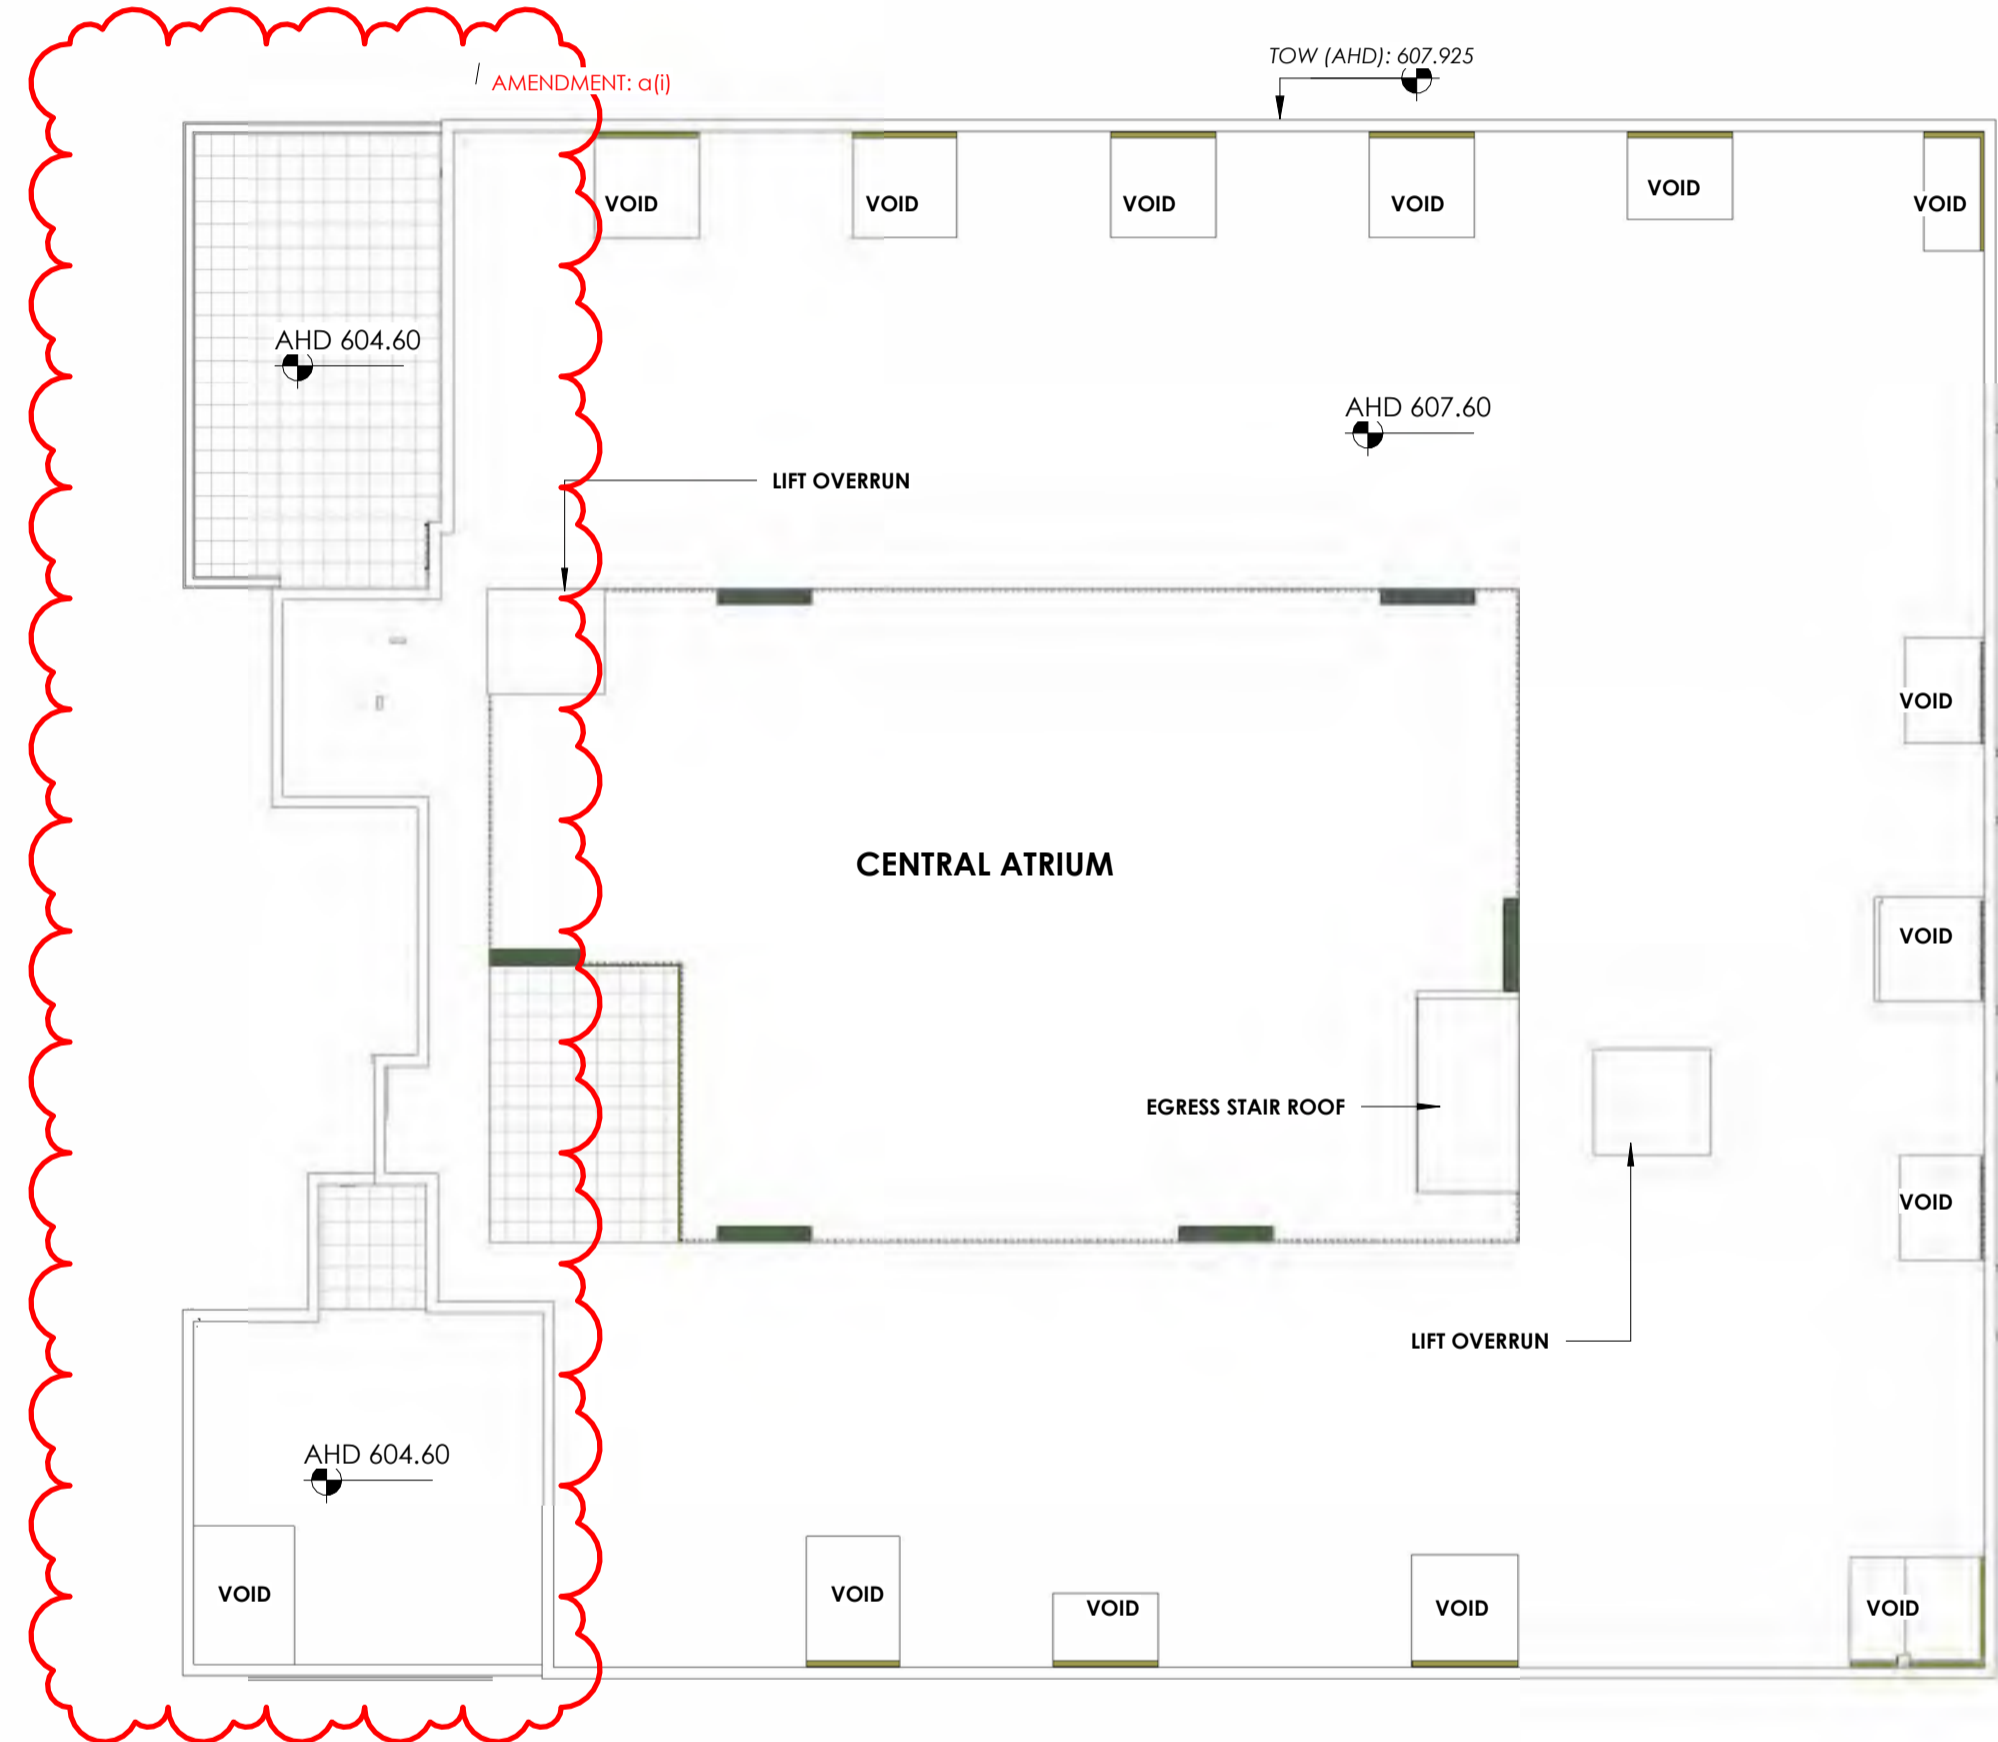 TOW (AHD): 607.925
AMENDMENT: a(i)
VOID
VOID
VOID
VOID
VOID
VOID
AHD 604.60
AHD 607.60
LIFT OVERRUN
VOID
CENTRAL ATRIUM
VOID
EGRESS STAIR ROOF
VOID
LIFT OVERRUN
AHD 604.60
VOID
VOID
VOID
VOID
VOID